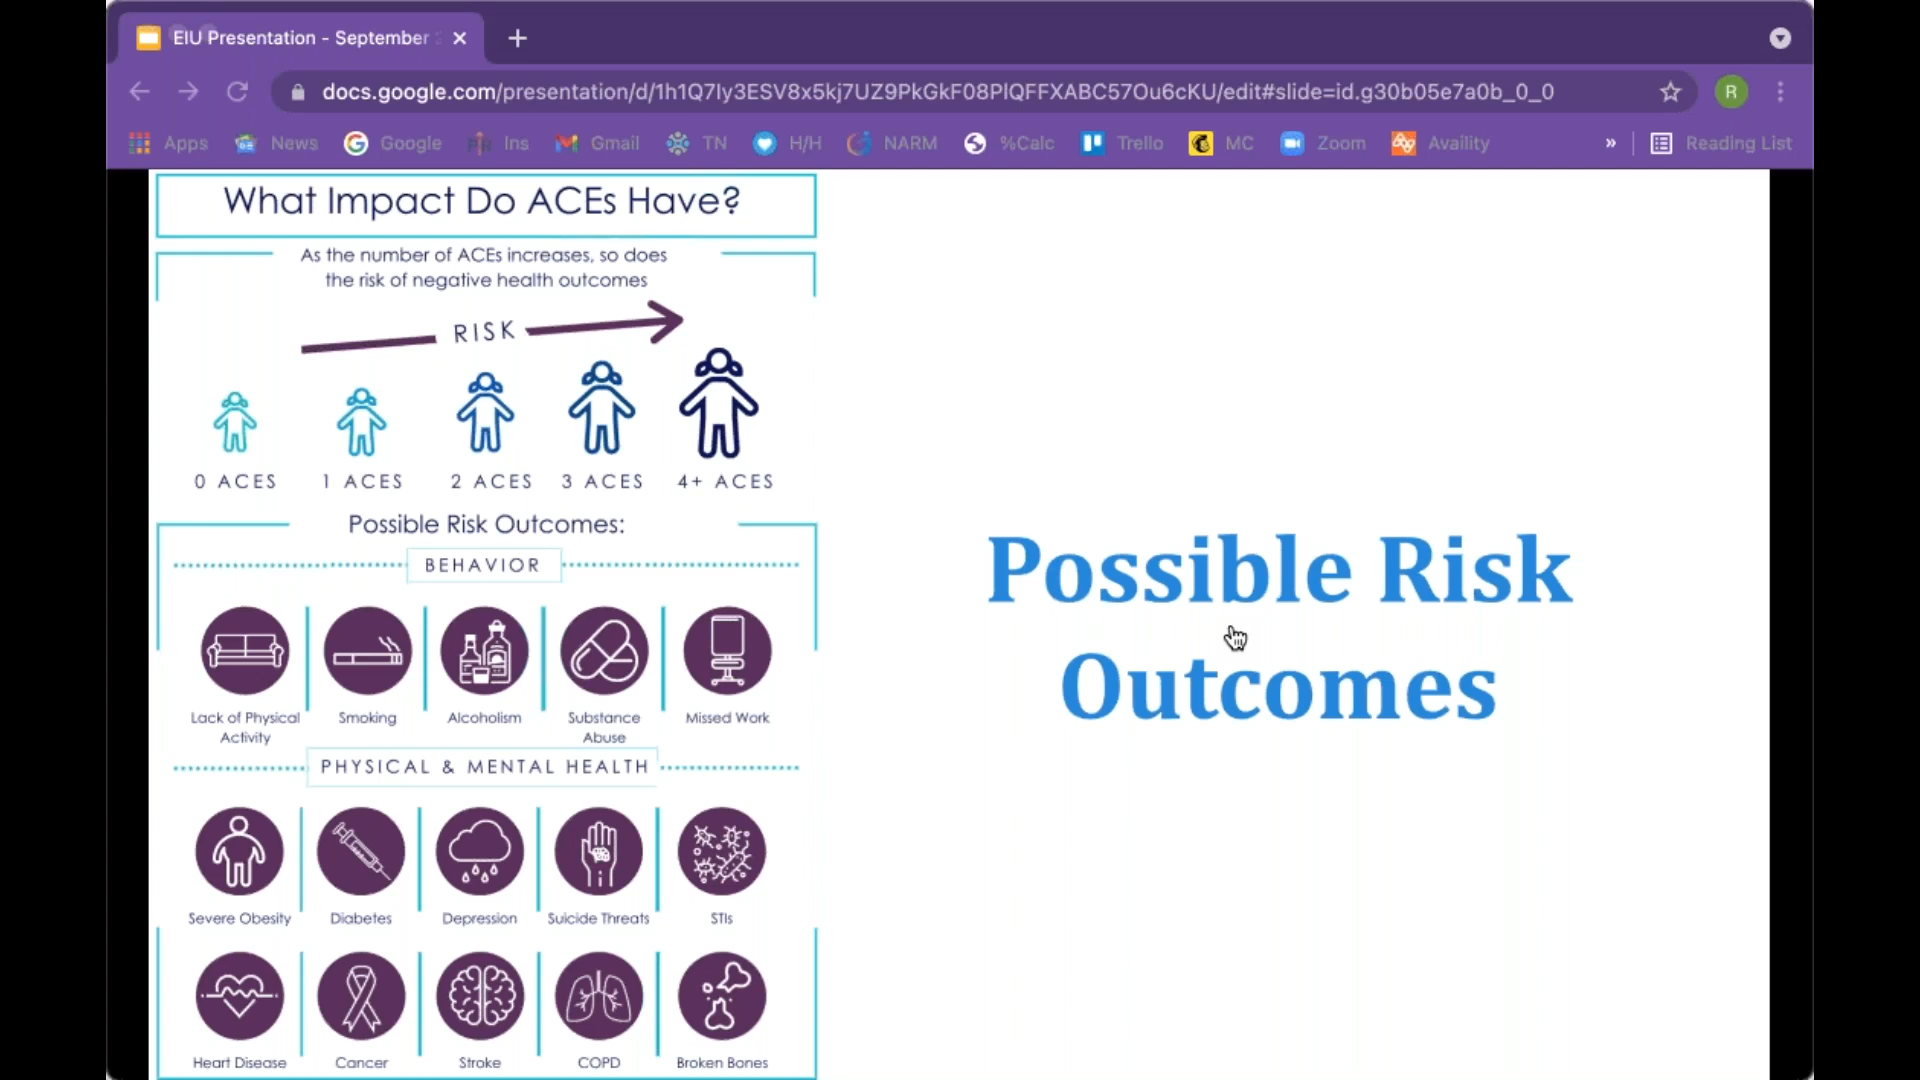 EIU Presentation - September
docs.google.com/presentation/d/1h1Q7Iy3ESV8x5kj7UZ9PkGkF08PlQFFXABC57Ou6cKU/edit#slide=id.g30b05e7a0b_0_0
R
Apps News Google Ins Gmail TN H/H NARM %Calc Trello MC Zoom Availity » Reading List
What Impact Do ACEs Have?
As the number of ACEs increases, so does
the risk of negative health outcomes
RISK
0 ACES 1 ACES 2 ACES 3 ACES 4+ ACES
Possible Risk Outcomes:
BEHAVIOR
Lack of Physical Activity Smoking Alcoholism Substance Abuse Missed Work
PHYSICAL & MENTAL HEALTH
Severe Obesity Diabetes Depression Suicide Threats STIs
Heart Disease Cancer Stroke COPD Broken Bones
Possible Risk
Outcomes